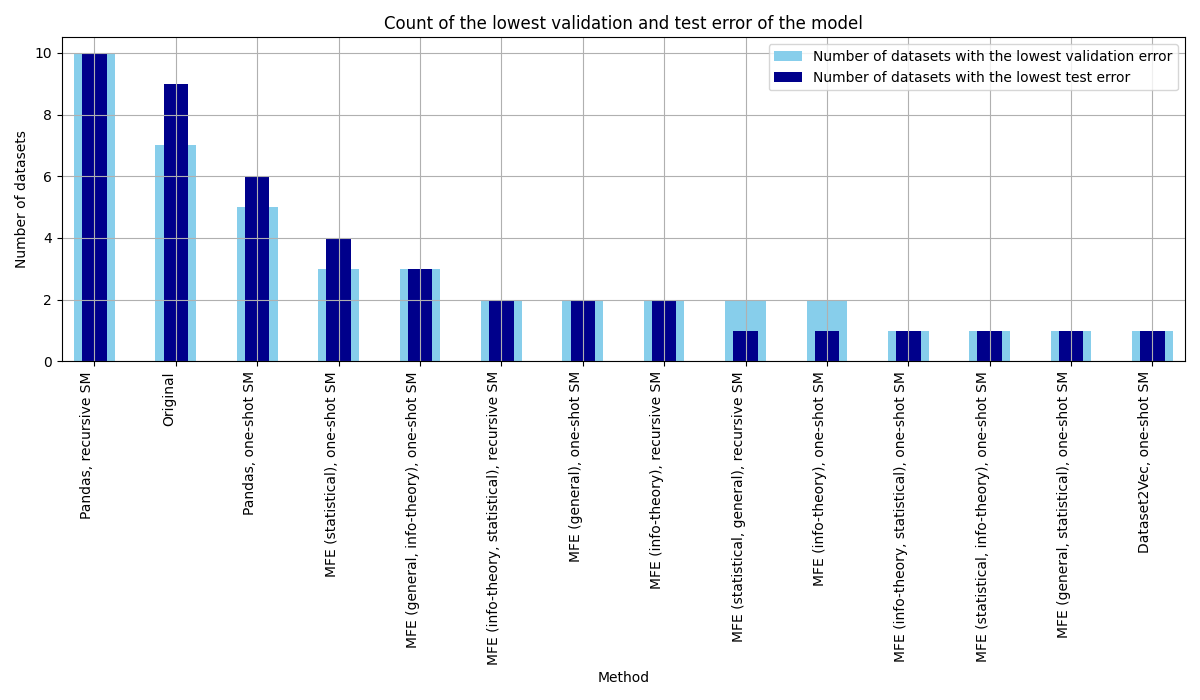 Count of the lowest validation and test error of the model
Number of datasets with the lowest validation error
Number of datasets with the lowest test error
Number of datasets
10
8
6
4
2
0
Pandas, recursive SM
Original
Pandas, one-shot SM
MFE (statistical), one-shot SM
MFE (general, info-theory), one-shot SM
MFE (info-theory, statistical), recursive SM
MFE (general), one-shot SM
MFE (info-theory), recursive SM
MFE (statistical, general), recursive SM
MFE (info-theory), one-shot SM
MFE (info-theory, statistical), one-shot SM
MFE (statistical, info-theory), one-shot SM
MFE (general, statistical), one-shot SM
Dataset2Vec, one-shot SM
Method